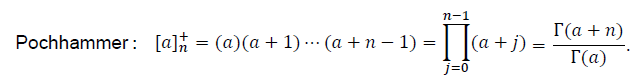 Pochhammer : [a]⁺ₙ = (a)(a + 1) ⋯ (a + n − 1) = ∏_{j=0}^{n−1} (a + j) = Γ(a + n) / Γ(a) .